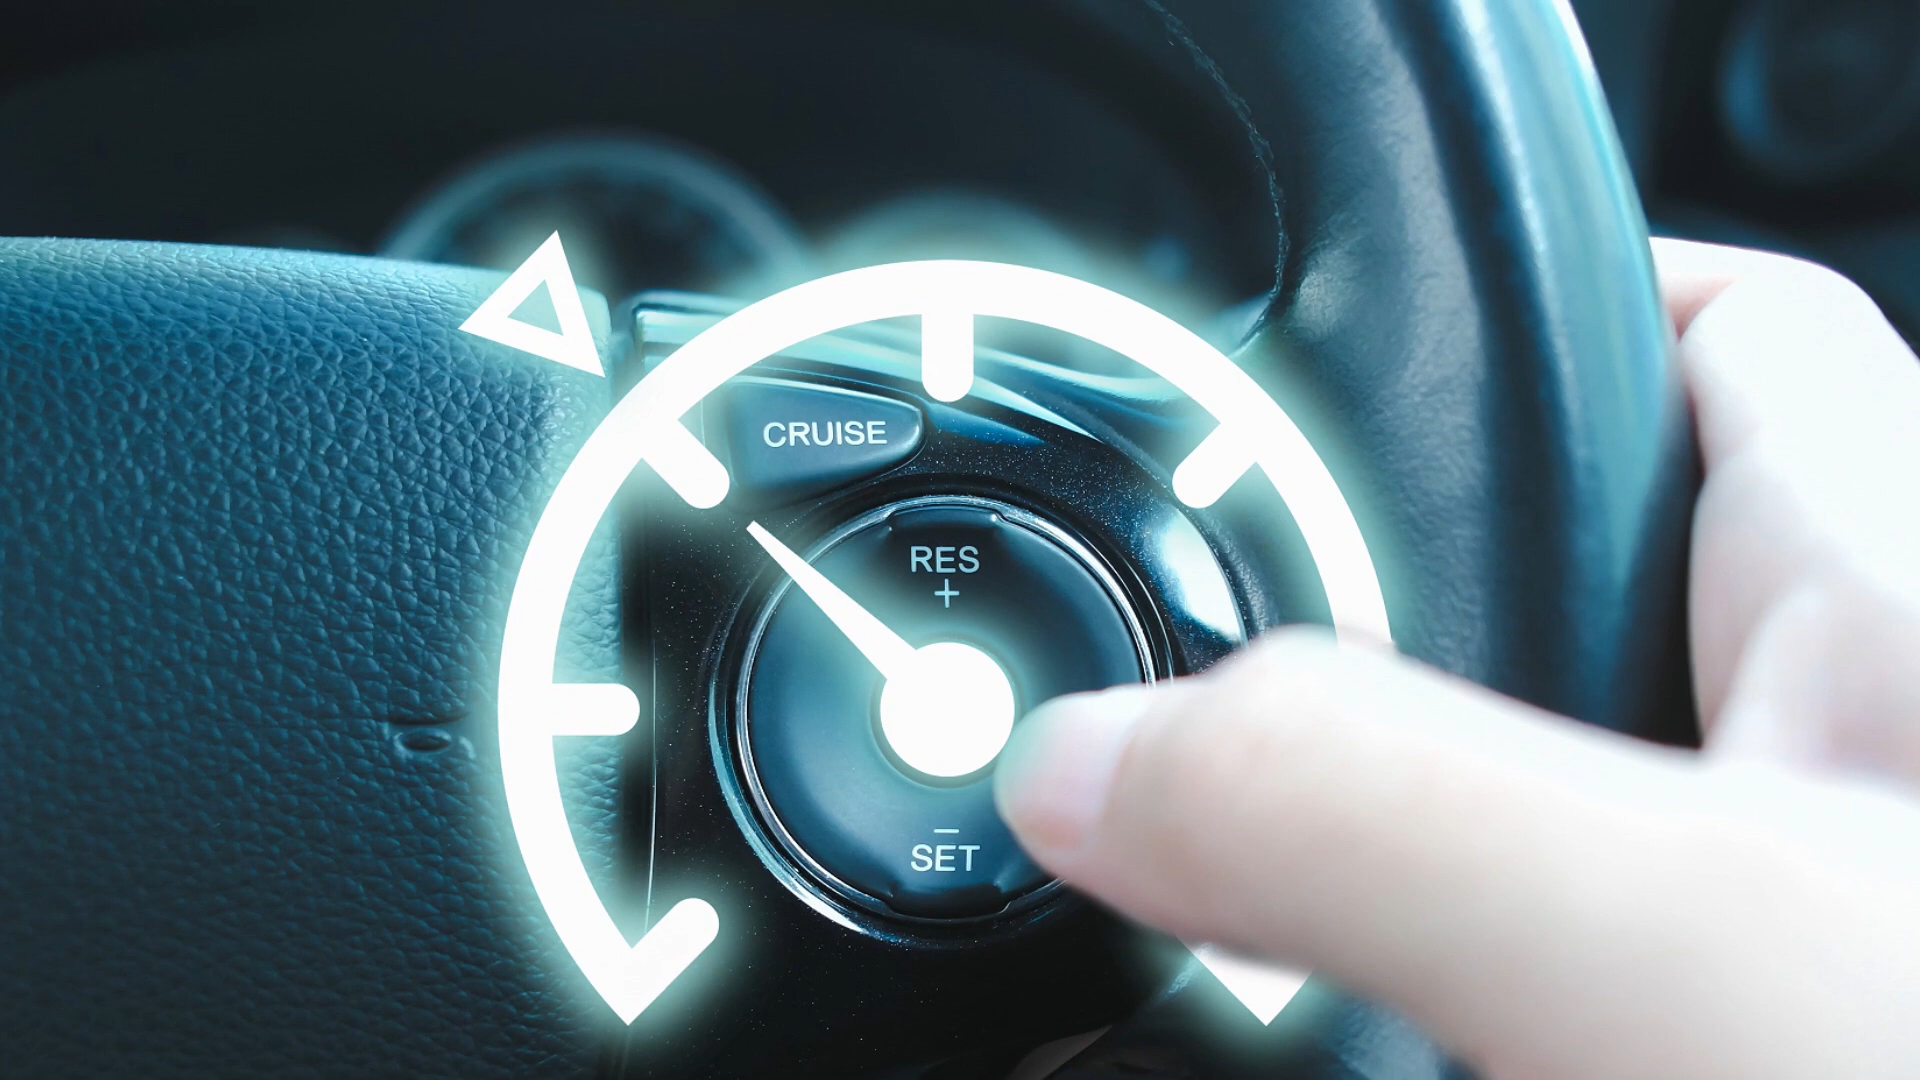 CRUISE
RES
+
–
SET